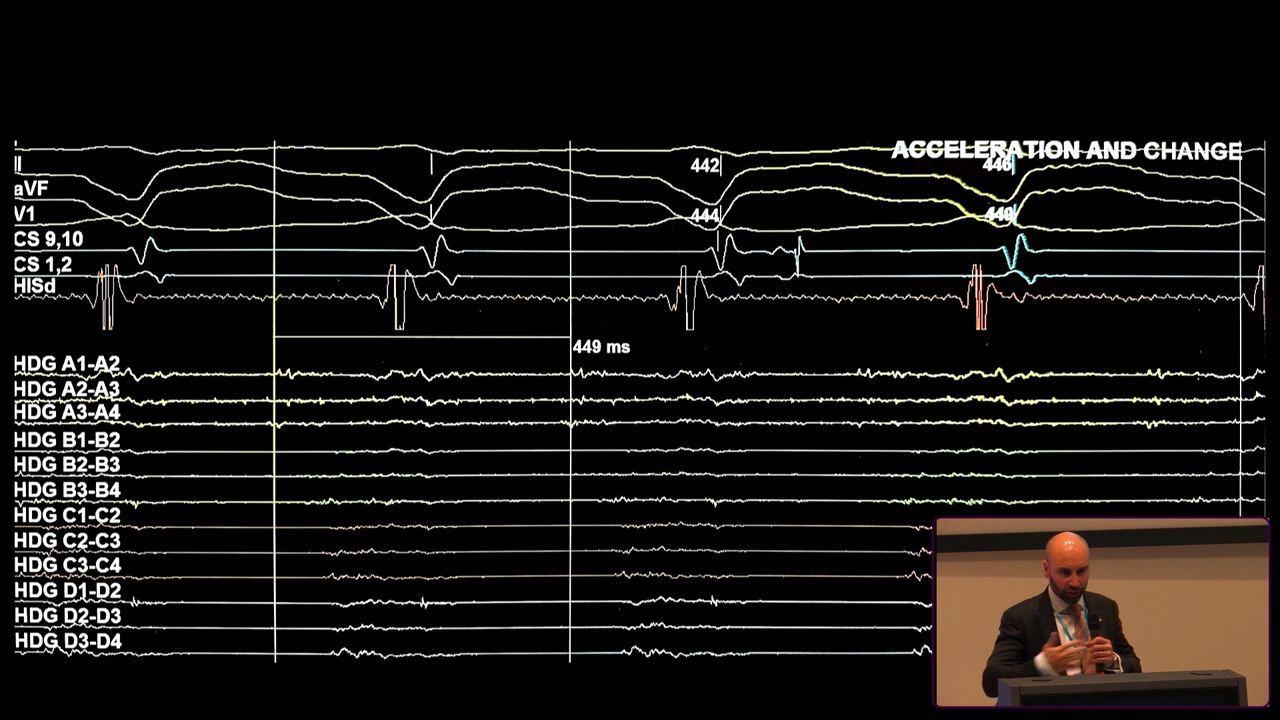 ACCELERATION AND CHANGE
II
442
446
aVF
V1
444
449
CS 9,10
CS 1,2
HISd
449 ms
HDG A1-A2
HDG A2-A3
HDG A3-A4
HDG B1-B2
HDG B2-B3
HDG B3-B4
HDG C1-C2
HDG C2-C3
HDG C3-C4
HDG D1-D2
HDG D2-D3
HDG D3-D4